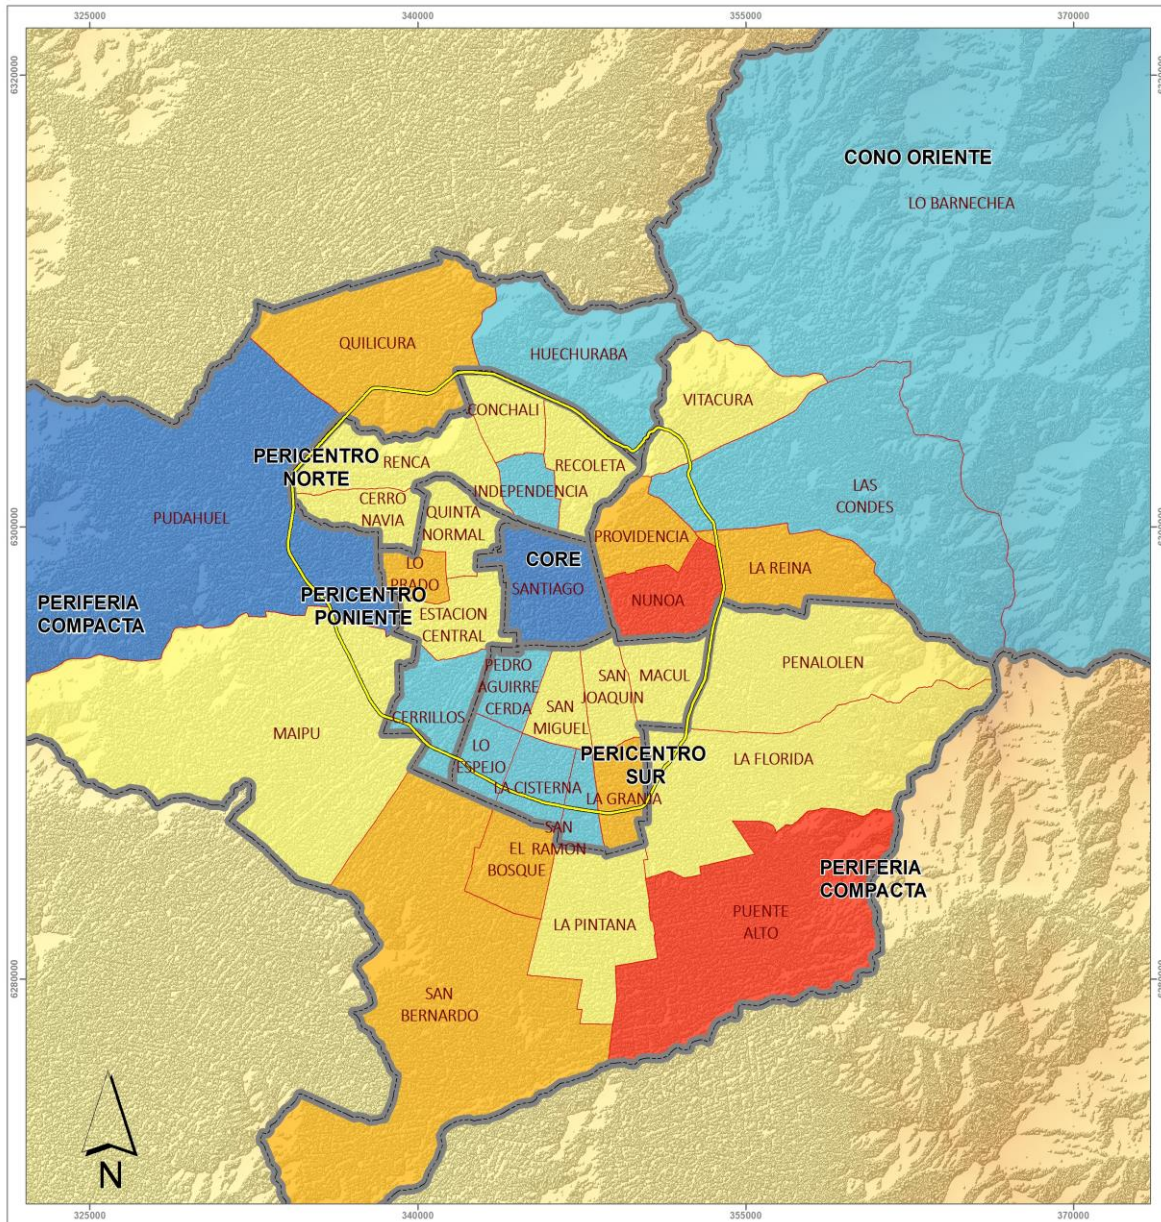 325000
340000
355000
370000
6320000
6320000
CONO ORIENTE
LO BARNECHEA
QUILICURA
HUECHURABA
VITACURA
CONCHALI
PERICENTRO
NORTE
RENCA
RECOLETA
INDEPENDENCIA
LAS
CONDES
CERRO
NAVIA
QUINTA
NORMAL
PUDAHUEL
6300000
6300000
PROVIDENCIA
CORE
SANTIAGO
LO
PRADO
LA REINA
NUNOA
PERIFERIA
COMPACTA
PERICENTRO
PONIENTE
ESTACION
CENTRAL
PEDRO
AGUIRRE
CERDA
SAN
JOAQUIN
MACUL
PENALOLEN
CERRILLOS
SAN
MIGUEL
MAIPU
LO
ESPEJO
PERICENTRO
SUR
LA FLORIDA
LA CISTERNA
LA GRANJA
SAN
RAMON
EL
BOSQUE
PERIFERIA
COMPACTA
LA PINTANA
PUENTE
ALTO
6280000
6280000
SAN
BERNARDO
N
325000
340000
355000
370000